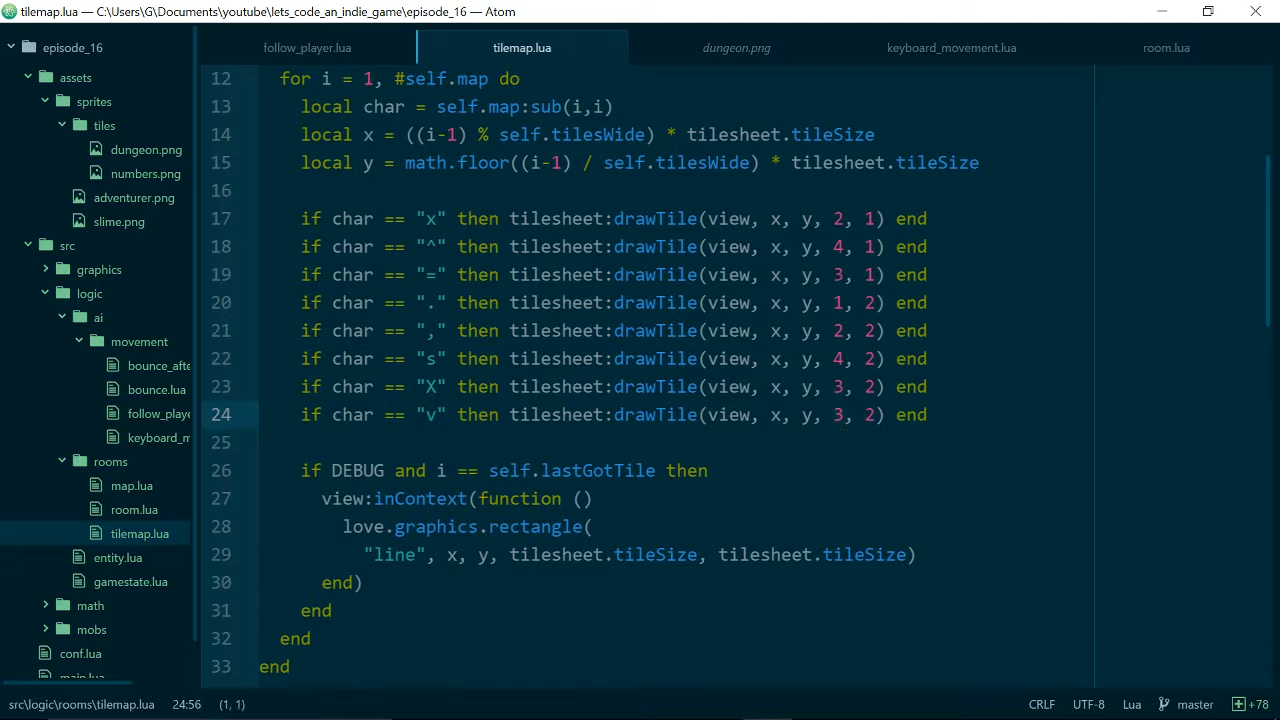 tilemap.lua — C:\Users\G\Documents\youtube\lets_code_an_indie_game\episode_16 — Atom
episode_16
assets
sprites
tiles
dungeon.png
numbers.png
adventurer.png
slime.png
src
graphics
logic
ai
movement
bounce_afte
bounce.lua
follow_playe
keyboard_m
rooms
map.lua
room.lua
tilemap.lua
entity.lua
gamestate.lua
math
mobs
conf.lua
main.lua
follow_player.lua tilemap.lua dungeon.png keyboard_movement.lua room.lua
12 for i = 1, #self.map do
13 local char = self.map:sub(i,i)
14 local x = ((i-1) % self.tilesWide) * tilesheet.tileSize
15 local y = math.floor((i-1) / self.tilesWide) * tilesheet.tileSize
16
17 if char == "x" then tilesheet:drawTile(view, x, y, 2, 1) end
18 if char == "^" then tilesheet:drawTile(view, x, y, 4, 1) end
19 if char == "=" then tilesheet:drawTile(view, x, y, 3, 1) end
20 if char == "." then tilesheet:drawTile(view, x, y, 1, 2) end
21 if char == "," then tilesheet:drawTile(view, x, y, 2, 2) end
22 if char == "s" then tilesheet:drawTile(view, x, y, 4, 2) end
23 if char == "X" then tilesheet:drawTile(view, x, y, 3, 2) end
24 if char == "v" then tilesheet:drawTile(view, x, y, 3, 2) end
25
26 if DEBUG and i == self.lastGotTile then
27 view:inContext(function ()
28 love.graphics.rectangle(
29 "line", x, y, tilesheet.tileSize, tilesheet.tileSize)
30 end)
31 end
32 end
33 end
src\logic\rooms\tilemap.lua 24:56 (1, 1) CRLF UTF-8 Lua master +78